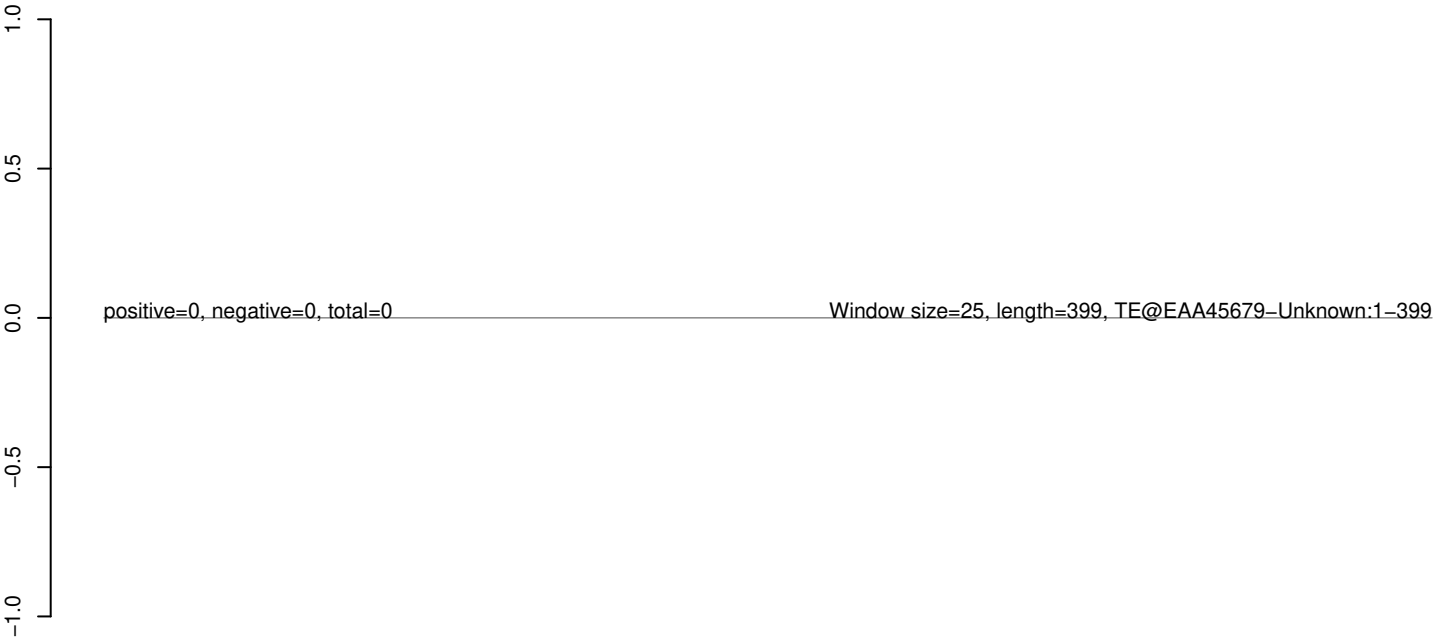 1.0
0.5
0.0
−0.5
−1.0
positive=0, negative=0, total=0
Window size=25, length=399, TE@EAA45679−Unknown:1−399